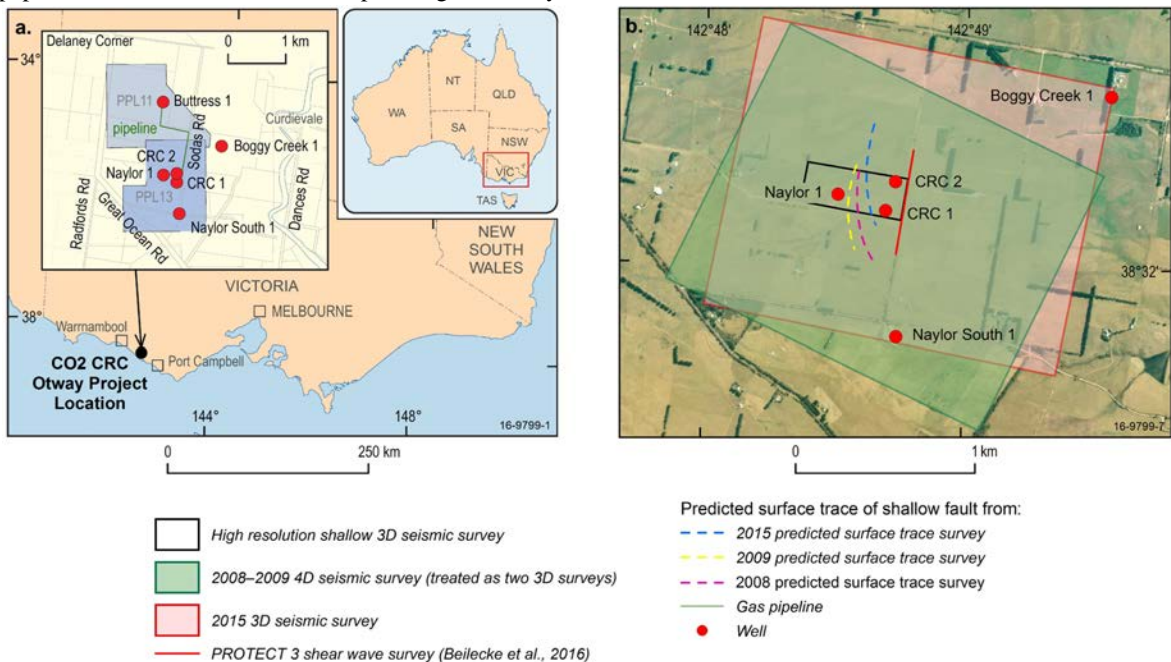 a.
Delaney Corner
0 1 km
PPL11
Buttress 1
pipeline
Sodas Rd
Curdievale
Boggy Creek 1
CRC 2
Naylor 1
CRC 1
PPL13
Radfords Rd
Great Ocean Rd
Dances Rd
Naylor South 1
34°
38°
WA
NT
SA
QLD
NSW
VIC
TAS
NEW
SOUTH
WALES
VICTORIA
MELBOURNE
Warrnambool
Port Campbell
CO2 CRC
Otway Project
Location
144°
148°
16-9799-1
0 250 km
b.
142°48'
142°49'
Boggy Creek 1
CRC 2
Naylor 1
CRC 1
38°32'
Naylor South 1
16-9799-7
0 1 km
High resolution shallow 3D seismic survey
2008–2009 4D seismic survey (treated as two 3D surveys)
2015 3D seismic survey
PROTECT 3 shear wave survey (Beilecke et al., 2016)
Predicted surface trace of shallow fault from:
2015 predicted surface trace survey
2009 predicted surface trace survey
2008 predicted surface trace survey
Gas pipeline
Well